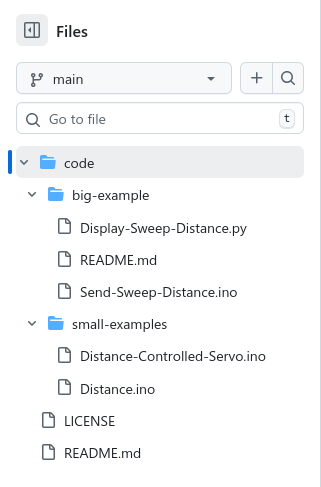 Files
main
Go to file
t
code
big-example
Display-Sweep-Distance.py
README.md
Send-Sweep-Distance.ino
small-examples
Distance-Controlled-Servo.ino
Distance.ino
LICENSE
README.md